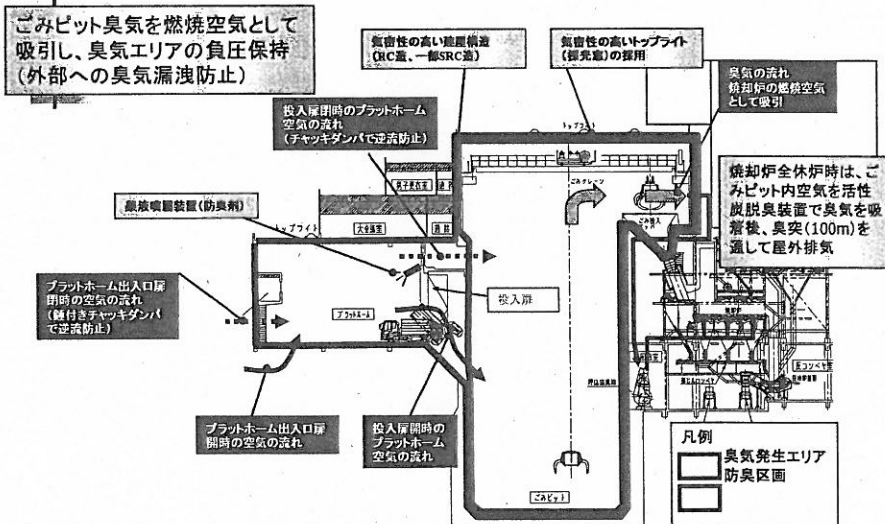 ごみピット臭気を燃焼空気として
吸引し、臭気エリアの負圧保持
(外部への臭気漏洩防止)
気密性の高い建屋構造
(RC造、一部SRC造)
気密性の高いトップライト
(採光窓)の採用
臭気の流れ
焼却炉の燃焼空気
として吸引
投入扉閉時のプラットホーム
空気の流れ
(チャッキダンパで逆流防止)
トップライト
男子更衣室
ごみクレーン
焼却炉全休炉時は、ご
みピット内空気を活性
炭脱臭装置で臭気を吸
着後、臭突(100m)を
通して屋外排気
薬液噴霧装置(防臭剤)
トップライト
大会議室
プラットホーム出入口扉
閉時の空気の流れ
(錘付きチャッキダンパ
で逆流防止)
投入扉
プラットホーム
プラットホーム出入口扉
開時の空気の流れ
投入扉開時の
プラットホーム
空気の流れ
ごみピット
凡例
臭気発生エリア
防臭区画